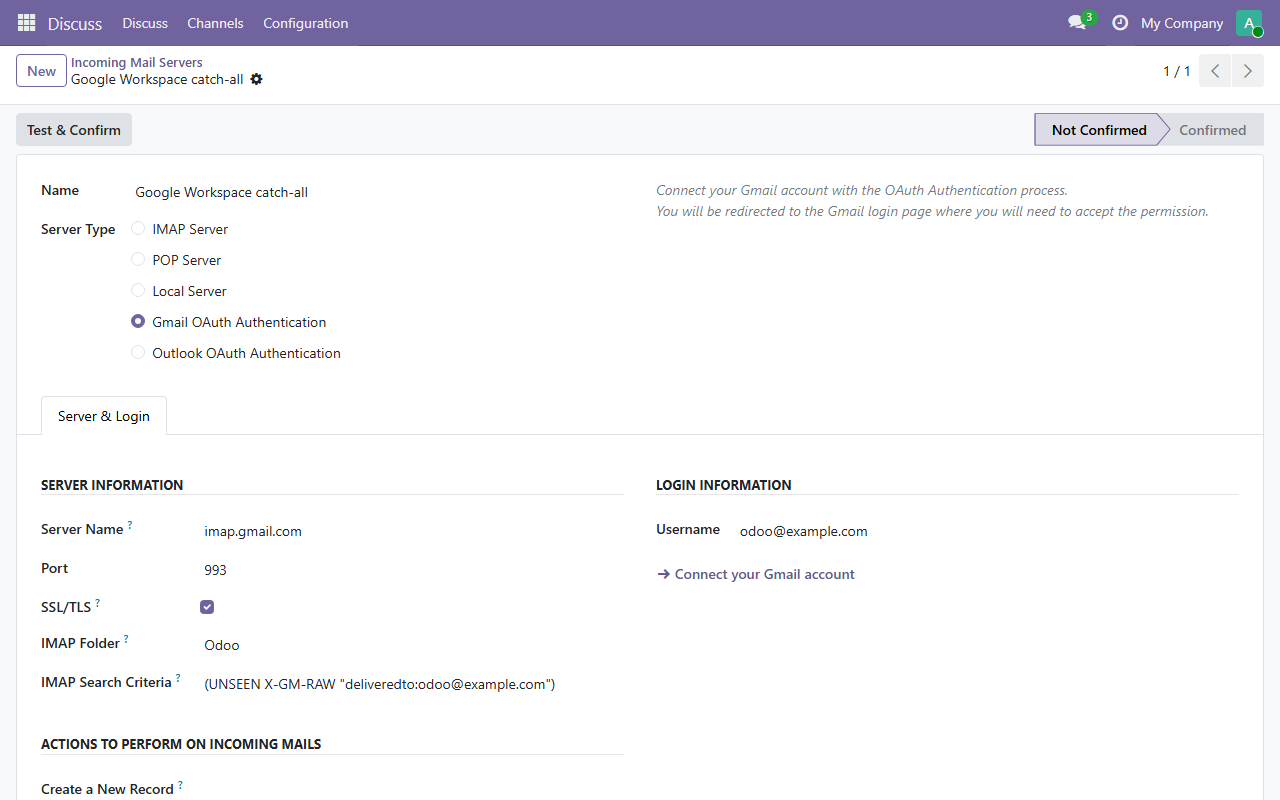 Discuss Discuss Channels Configuration 3 My Company A
New Incoming Mail Servers
Google Workspace catch-all 1 / 1
Test & Confirm Not Confirmed Confirmed
Name Google Workspace catch-all
Connect your Gmail account with the OAuth Authentication process.
You will be redirected to the Gmail login page where you will need to accept the permission.
Server Type IMAP Server
POP Server
Local Server
Gmail OAuth Authentication
Outlook OAuth Authentication
Server & Login
SERVER INFORMATION
Server Name ? imap.gmail.com
Port 993
SSL/TLS ?
IMAP Folder ? Odoo
IMAP Search Criteria ? (UNSEEN X-GM-RAW "deliveredto:odoo@example.com")
LOGIN INFORMATION
Username odoo@example.com
→ Connect your Gmail account
ACTIONS TO PERFORM ON INCOMING MAILS
Create a New Record ?